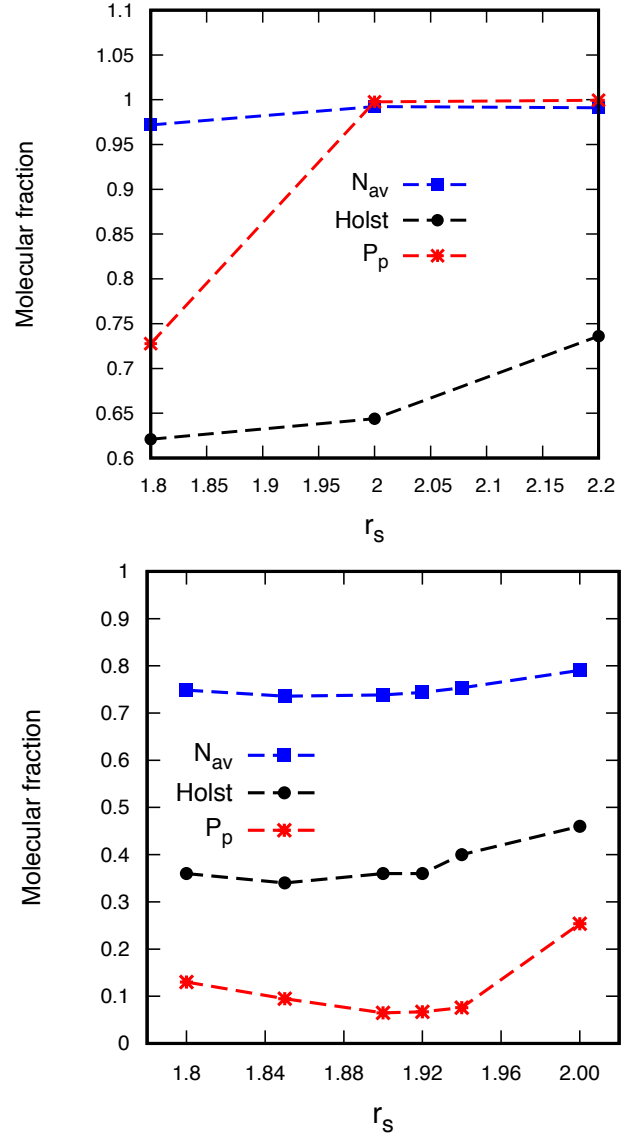 1.1
1.05
1
0.95
0.9
0.85
0.8
0.75
0.7
0.65
0.6
Molecular fraction
N_av
Holst
P_p
1.8 1.85 1.9 1.95 2 2.05 2.1 2.15 2.2
r_s
1
0.9
0.8
0.7
0.6
0.5
0.4
0.3
0.2
0.1
0
Molecular fraction
N_av
Holst
P_p
1.8 1.84 1.88 1.92 1.96 2.00
r_s